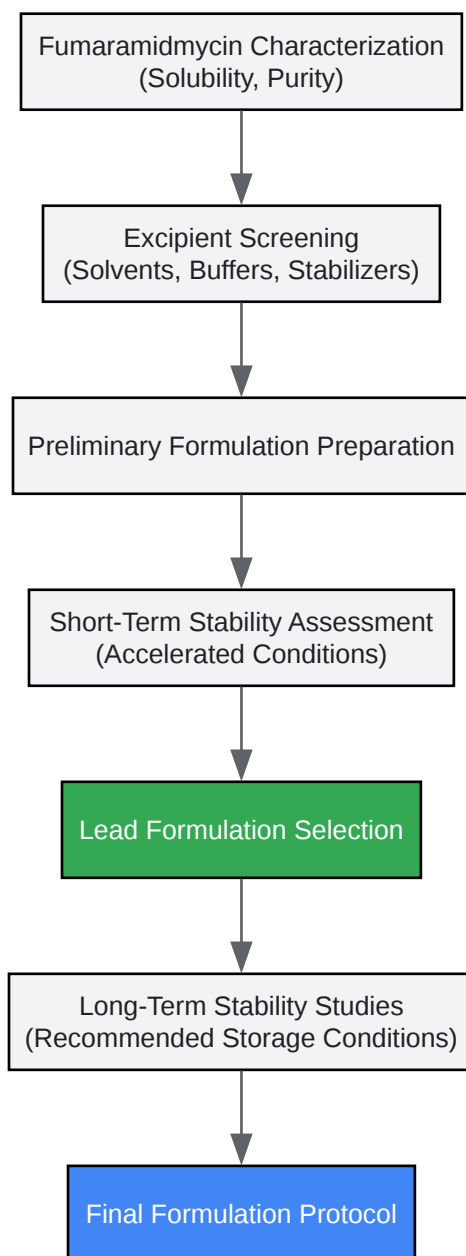 Fumaramidmycin Characterization
(Solubility, Purity)
Excipient Screening
(Solvents, Buffers, Stabilizers)
Preliminary Formulation Preparation
Short-Term Stability Assessment
(Accelerated Conditions)
Lead Formulation Selection
Long-Term Stability Studies
(Recommended Storage Conditions)
Final Formulation Protocol